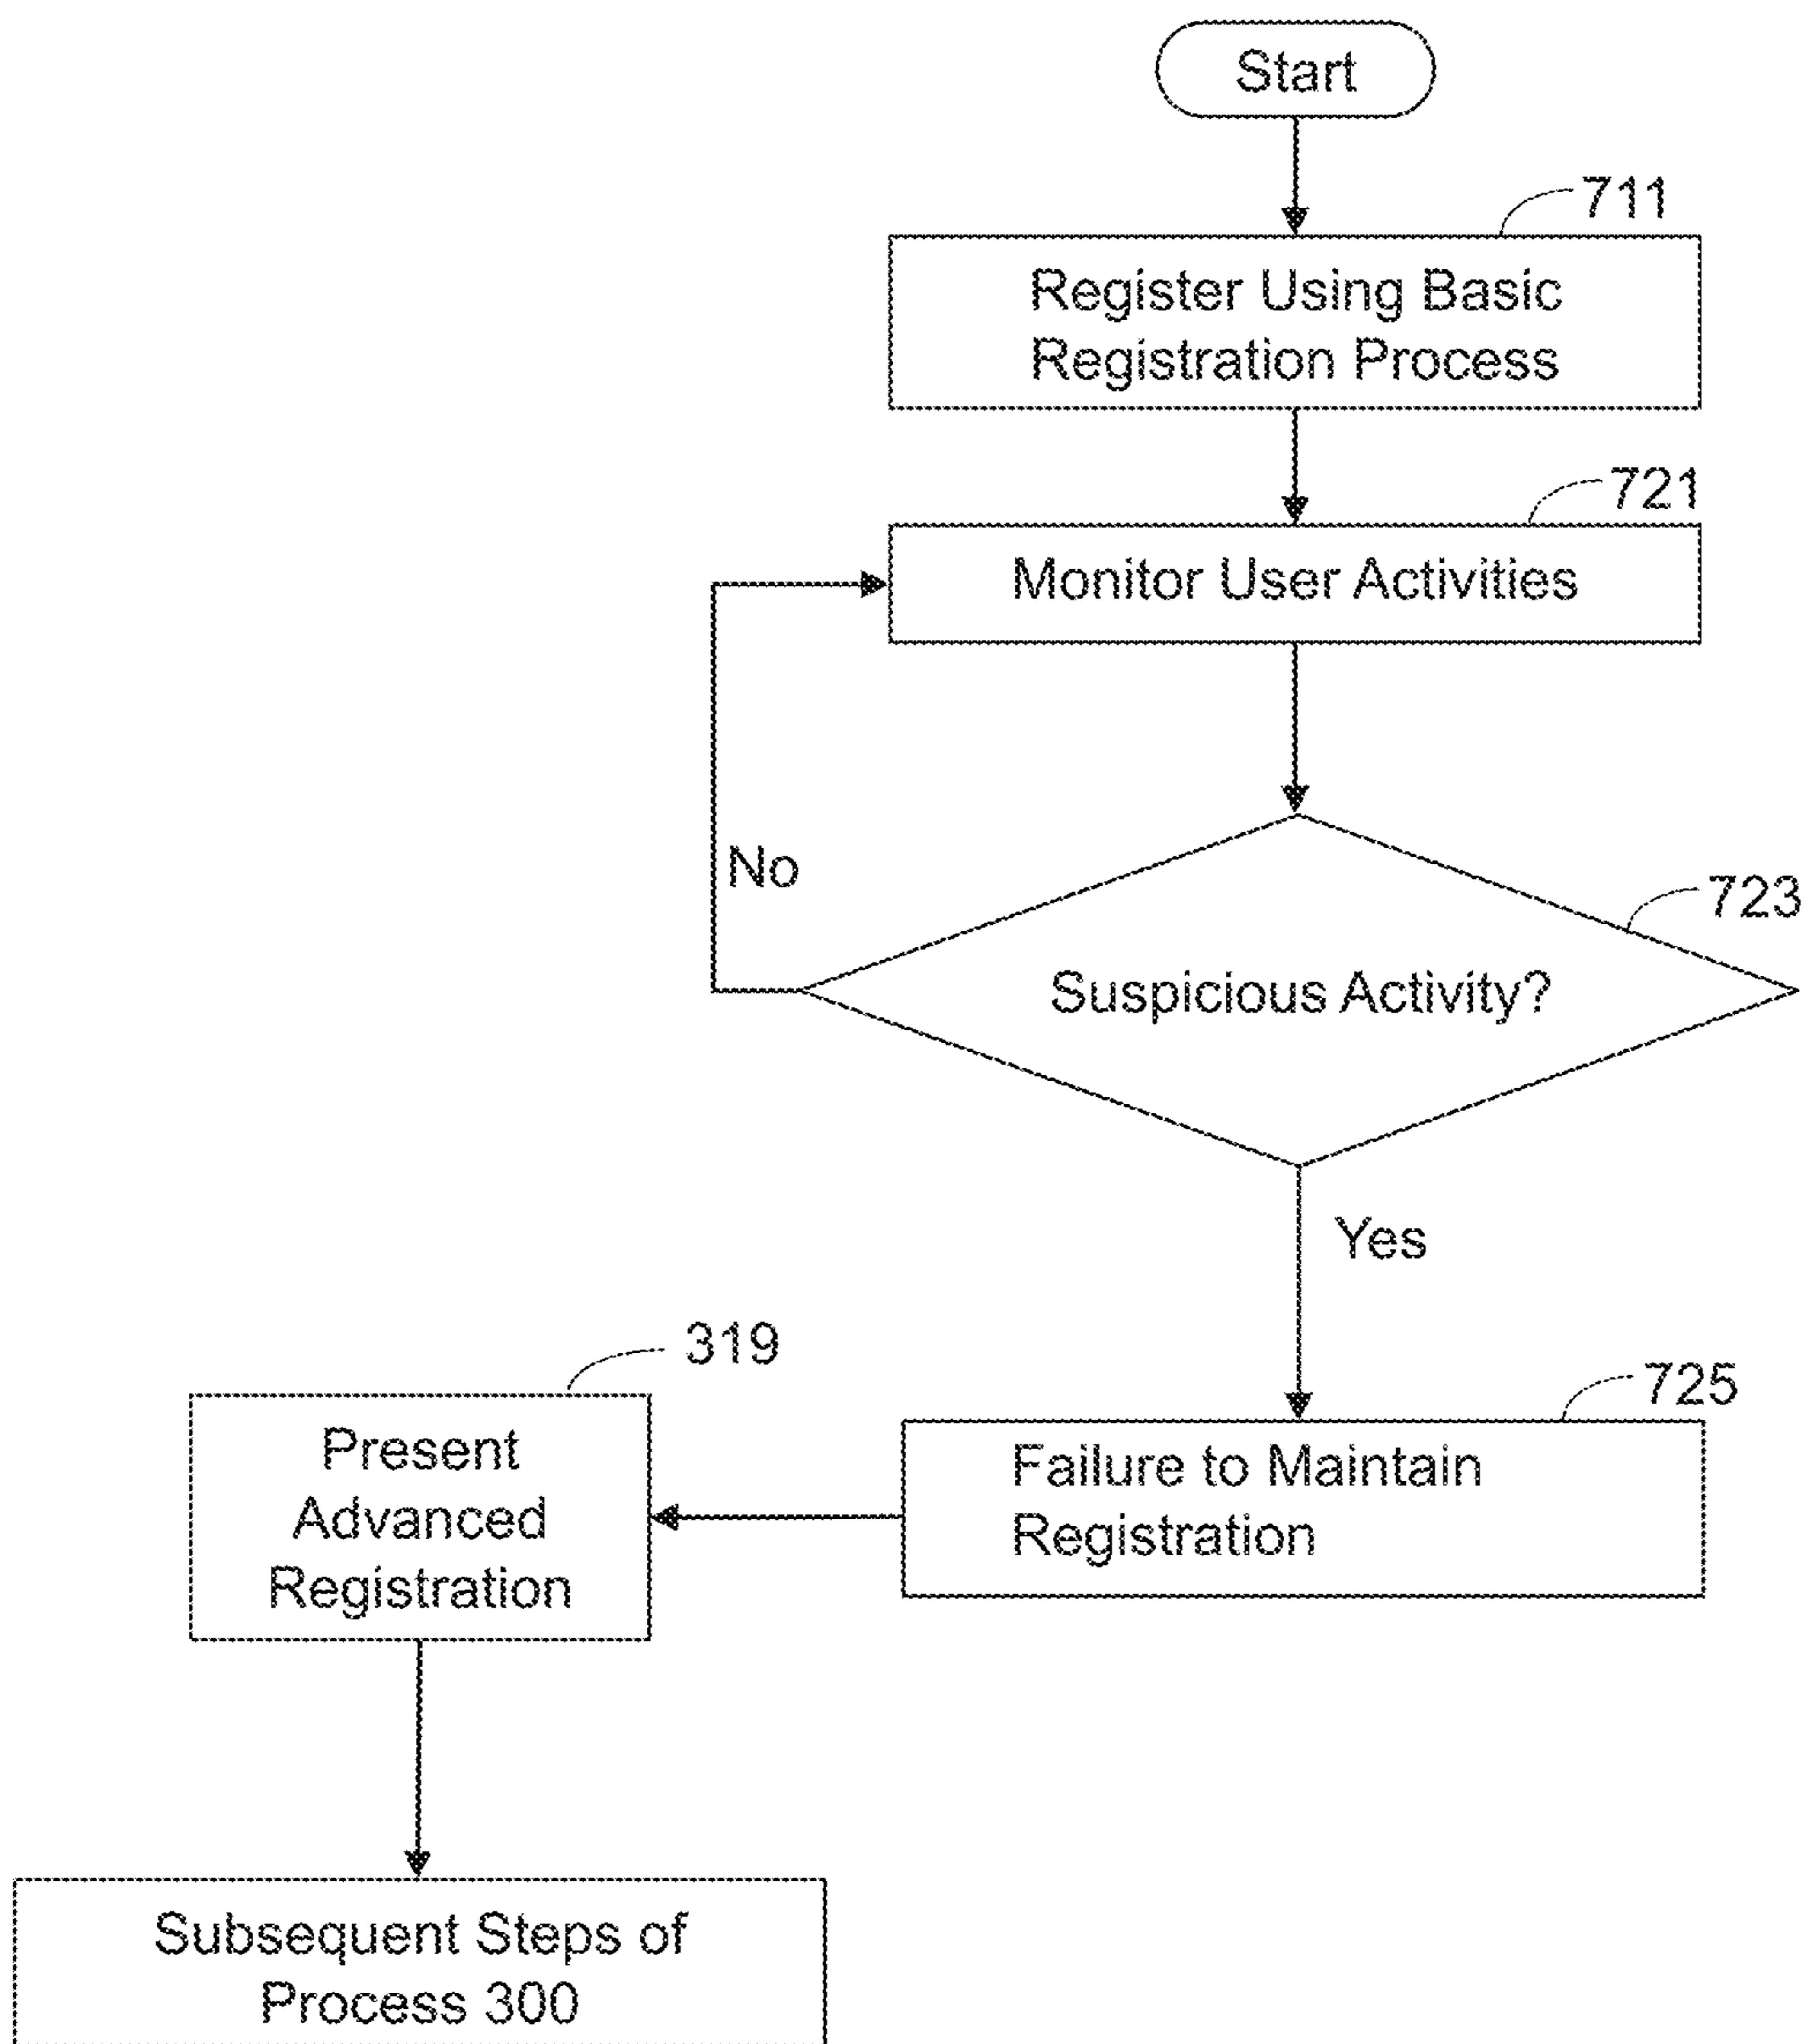 Start
711
Register Using Basic
Registration Process
721
Monitor User Activities
No
723
Suspicious Activity?
Yes
319
Present
Advanced
Registration
725
Failure to Maintain
Registration
Subsequent Steps of
Process 300